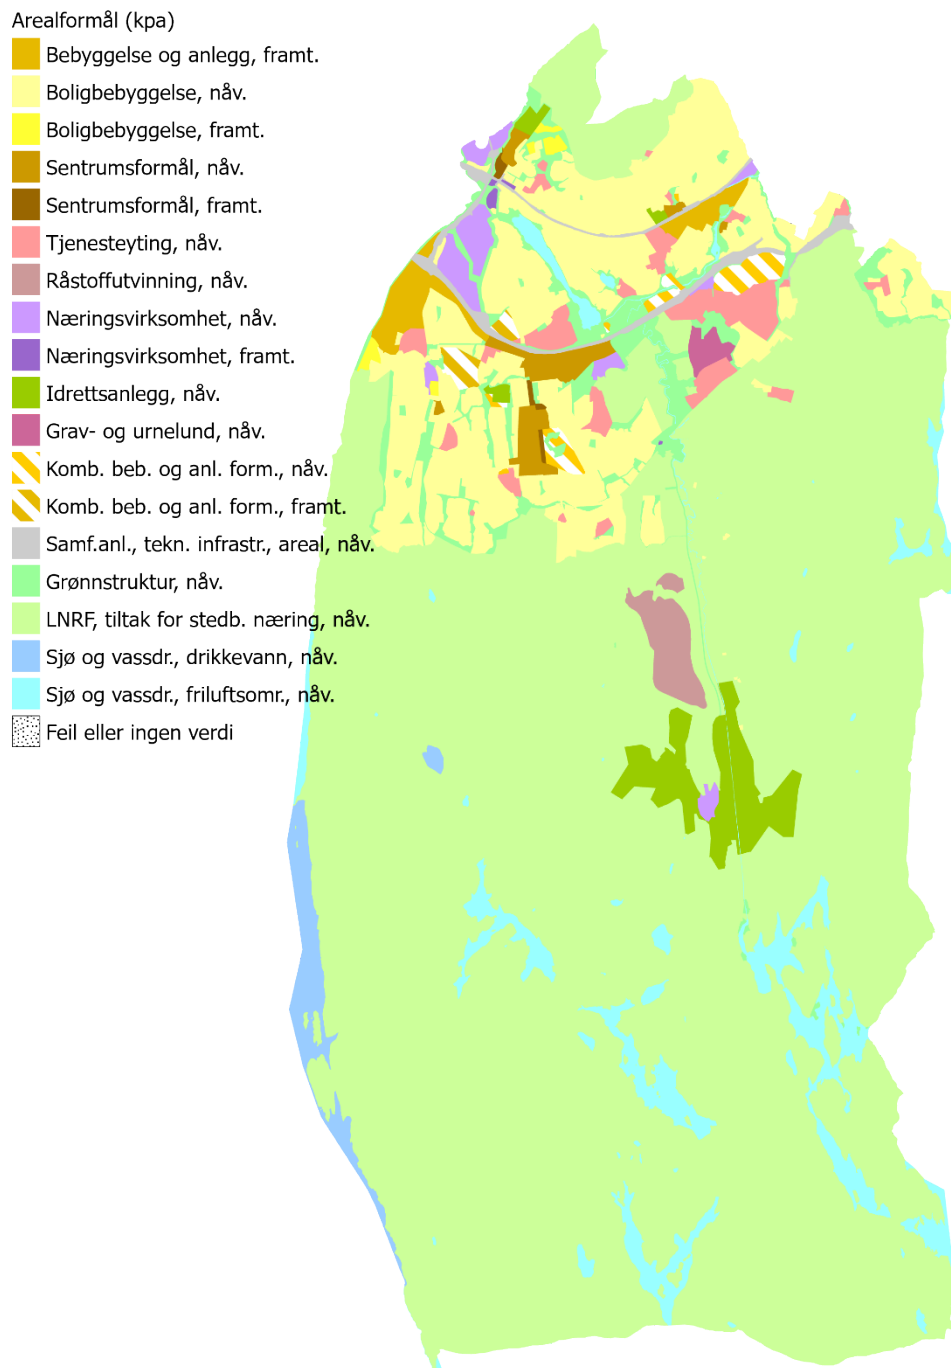 Arealformål (kpa)
Bebyggelse og anlegg, framt.
Boligbebyggelse, nåv.
Boligbebyggelse, framt.
Sentrumsformål, nåv.
Sentrumsformål, framt.
Tjenesteyting, nåv.
Råstoffutvinning, nåv.
Næringsvirksomhet, nåv.
Næringsvirksomhet, framt.
Idrettsanlegg, nåv.
Grav- og urnelund, nåv.
Komb. beb. og anl. form., nåv.
Komb. beb. og anl. form., framt.
Samf.anl., tekn. infrastr., areal, nåv.
Grønnstruktur, nåv.
LNRF, tiltak for stedb. næring, nåv.
Sjø og vassdr., drikkevann, nåv.
Sjø og vassdr., friluftsomr., nåv.
Feil eller ingen verdi